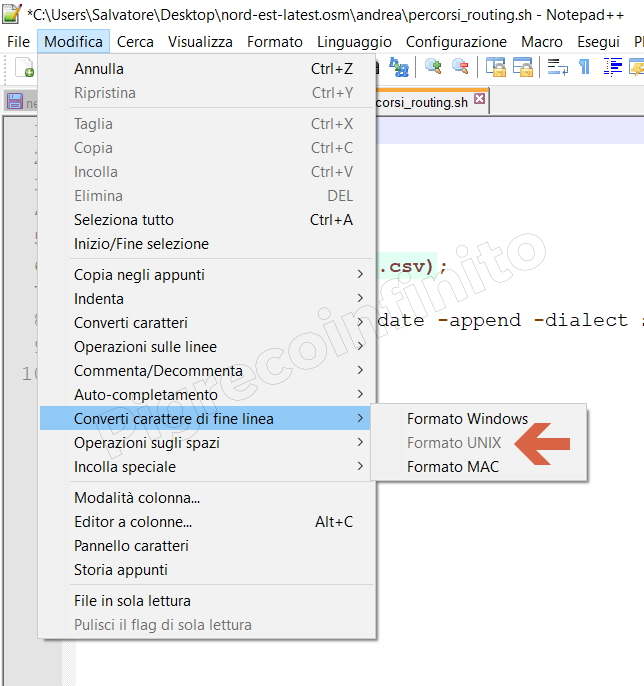 *C:\Users\Salvatore\Desktop\nord-est-latest.osm\andrea\percorsi_routing.sh - Notepad++
File Modifica Cerca Visualizza Formato Linguaggio Configurazione Macro Esegui
ne corsi_routing.sh
Annulla Ctrl+Z
Ripristina Ctrl+Y
Taglia Ctrl+X
Copia Ctrl+C
Incolla Ctrl+V
Elimina DEL
Seleziona tutto Ctrl+A
Inizio/Fine selezione
Copia negli appunti
.csv);
Indenta
Converti caratteri
date -append -dialect
Operazioni sulle linee
Commenta/Decommenta
10
Auto-completamento
Converti carattere di fine linea
Formato Windows
Operazioni sugli spazi
Formato UNIX
Incolla speciale
Formato MAC
Modalità colonna...
Editor a colonne... Alt+C
Pannello caratteri
Storia appunti
File in sola lettura
Pulisci il flag di sola lettura
Pigrecoinfinito